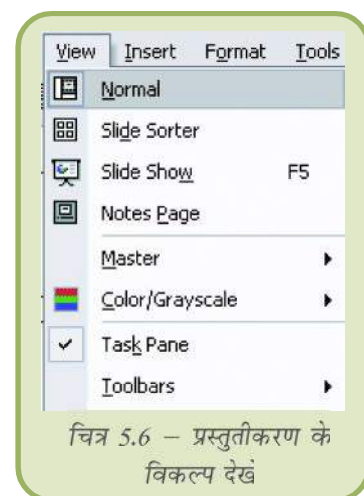 View Insert Format Tools
Normal
Slide Sorter
Slide Show F5
Notes Page
Master
Color/Grayscale
Task Pane
Toolbars
चित्र 5.6 – प्रस्तुतीकरण के
विकल्प देखें